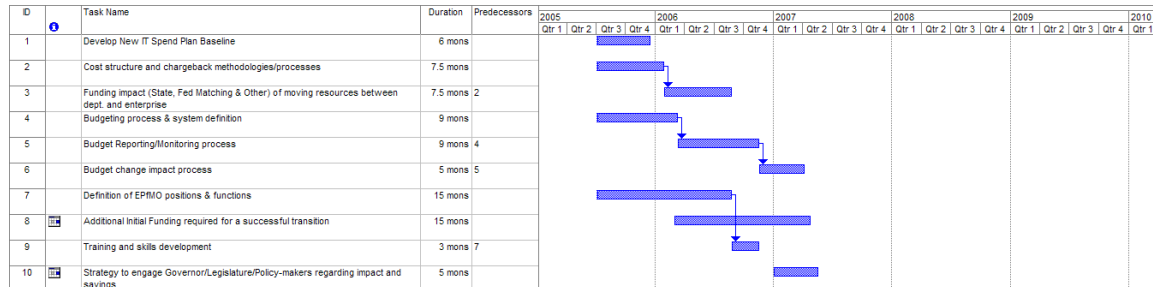 ID Task Name Duration Predecessors 2005 2006 2007 2008 2009 2010
Qtr 1 Qtr 2 Qtr 3 Qtr 4 Qtr 1 Qtr 2 Qtr 3 Qtr 4 Qtr 1 Qtr 2 Qtr 3 Qtr 4 Qtr 1 Qtr 2 Qtr 3 Qtr 4 Qtr 1 Qtr 2 Qtr 3 Qtr 4 Qtr 1
1 Develop New IT Spend Plan Baseline 6 mons
2 Cost structure and chargeback methodologies/processes 7.5 mons
3 Funding impact (State, Fed Matching & Other) of moving resources between 7.5 mons 2
dept. and enterprise
4 Budgeting process & system definition 9 mons
5 Budget Reporting/Monitoring process 9 mons 4
6 Budget change impact process 5 mons 5
7 Definition of EPfMO positions & functions 15 mons
8 Additional Initial Funding required for a successful transition 15 mons
9 Training and skills development 3 mons 7
10 Strategy to engage Governor/Legislature/Policy-makers regarding impact and 5 mons
savings